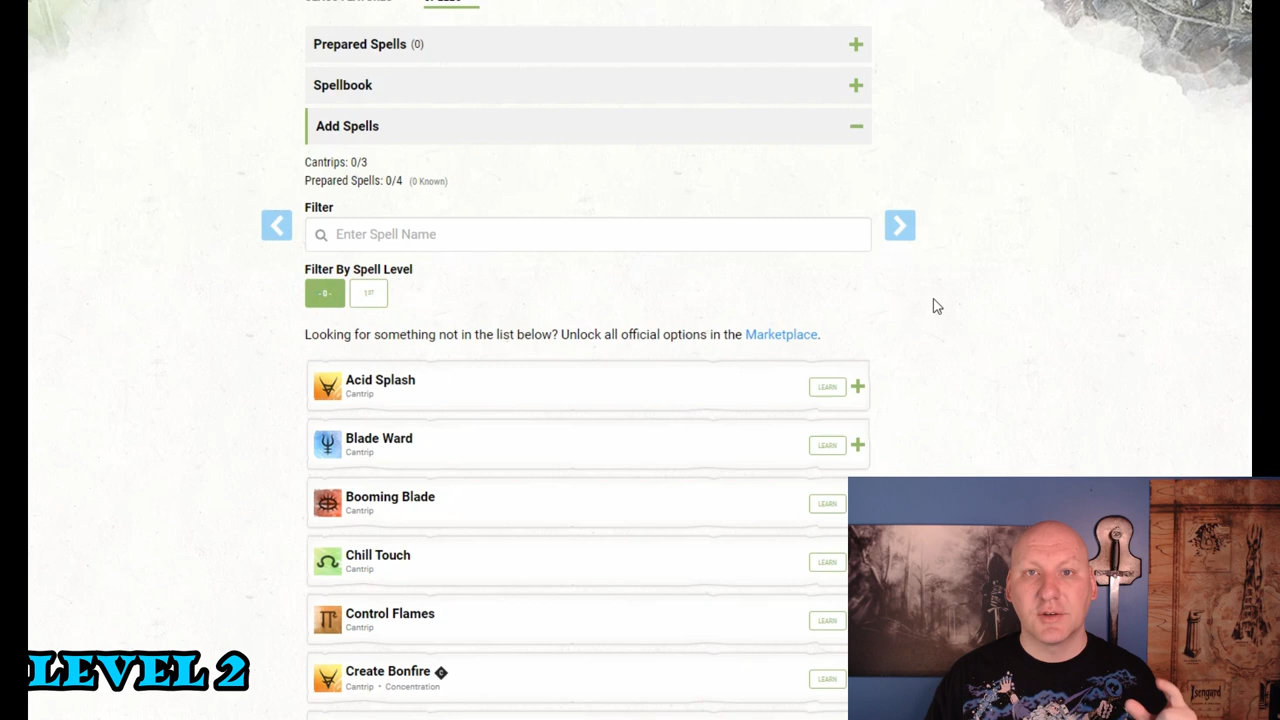 Prepared Spells (0)
Spellbook
Add Spells
Cantrips: 0/3
Prepared Spells: 0/4 (0 Known)
Filter
Enter Spell Name
Filter By Spell Level
- 0 -
1ST
Looking for something not in the list below? Unlock all official options in the Marketplace.
Acid Splash
Cantrip
LEARN
Blade Ward
Cantrip
LEARN
Booming Blade
Cantrip
LEARN
Chill Touch
Cantrip
LEARN
Control Flames
Cantrip
LEARN
Create Bonfire
Cantrip • Concentration
LEARN
LEVEL 2
Isengard